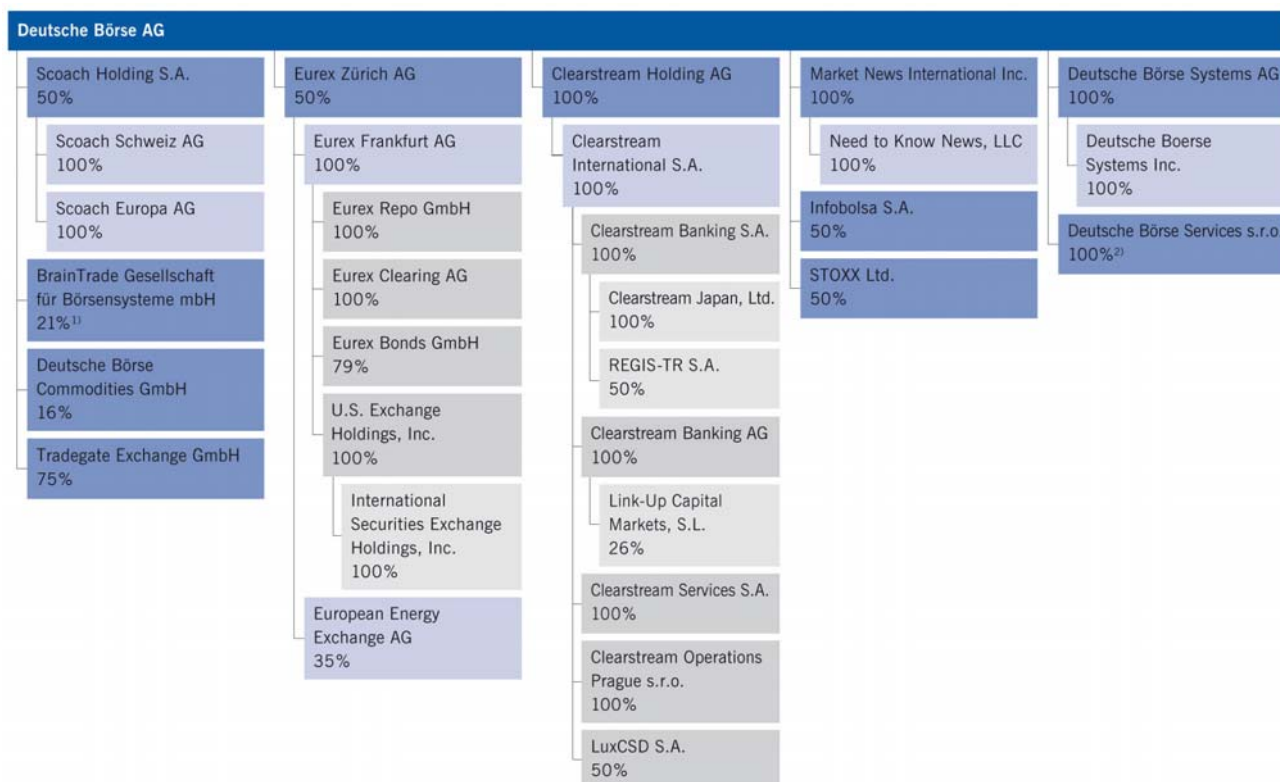 Deutsche Börse AG
Scoach Holding S.A.
50%
Scoach Schweiz AG
100%
Scoach Europa AG
100%
BrainTrade Gesellschaft
für Börsensysteme mbH
21%¹⁾
Deutsche Börse
Commodities GmbH
16%
Tradegate Exchange GmbH
75%
Eurex Zürich AG
50%
Eurex Frankfurt AG
100%
Eurex Repo GmbH
100%
Eurex Clearing AG
100%
Eurex Bonds GmbH
79%
U.S. Exchange
Holdings, Inc.
100%
International
Securities Exchange
Holdings, Inc.
100%
European Energy
Exchange AG
35%
Clearstream Holding AG
100%
Clearstream
International S.A.
100%
Clearstream Banking S.A.
100%
Clearstream Japan, Ltd.
100%
REGIS-TR S.A.
50%
Clearstream Banking AG
100%
Link-Up Capital
Markets, S.L.
26%
Clearstream Services S.A.
100%
Clearstream Operations
Prague s.r.o.
100%
LuxCSD S.A.
50%
Market News International Inc.
100%
Need to Know News, LLC
100%
Infobolsa S.A.
50%
STOXX Ltd.
50%
Deutsche Börse Systems AG
100%
Deutsche Boerse
Systems Inc.
100%
Deutsche Börse Services s.r.o.
100%²⁾